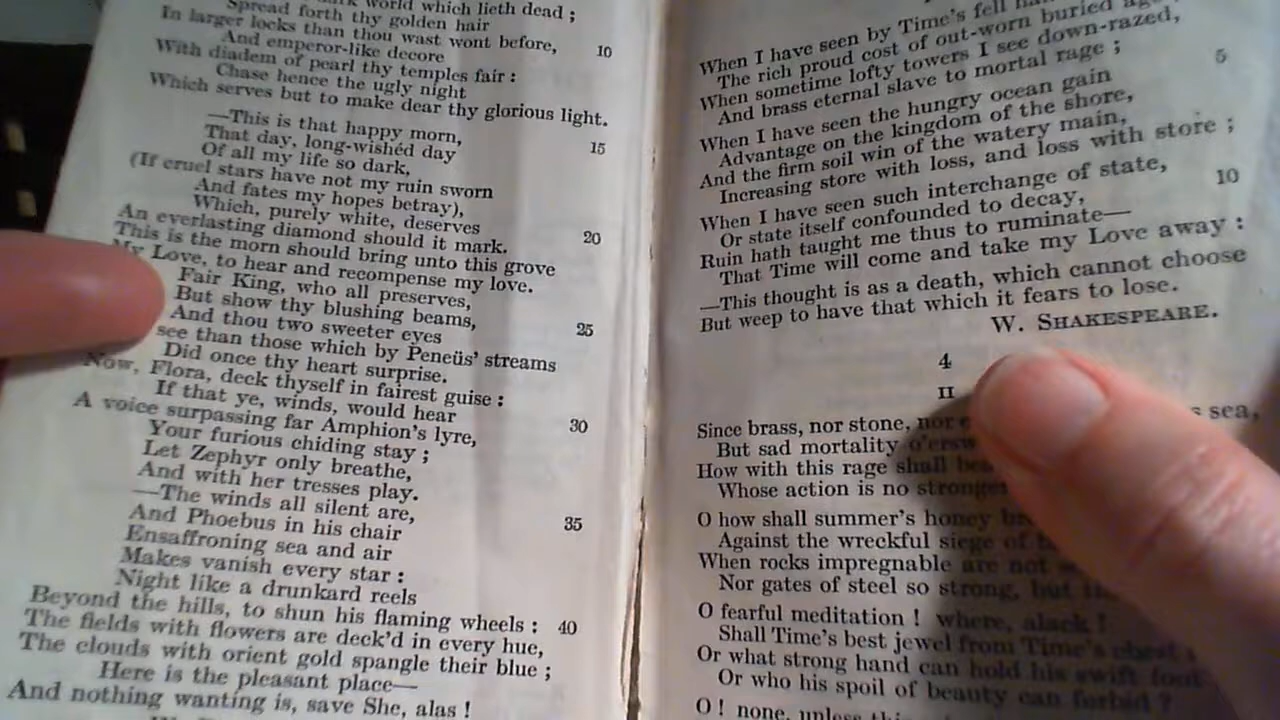 world which lieth dead ;
Spread forth thy golden hair
In larger locks than thou wast wont before,
And emperor-like decore 10
With diadem of pearl thy temples fair :
Chase hence the ugly night
Which serves but to make dear thy glorious light.
—This is that happy morn,
That day, long-wishéd day
Of all my life so dark, 15
(If cruel stars have not my ruin sworn
And fates my hopes betray),
Which, purely white, deserves
An everlasting diamond should it mark.
This is the morn should bring unto this grove 20
My Love, to hear and recompense my love.
Fair King, who all preserves,
But show thy blushing beams,
And thou two sweeter eyes
see than those which by Peneüs' streams 25
Did once thy heart surprise.
Now, Flora, deck thyself in fairest guise :
If that ye, winds, would hear
A voice surpassing far Amphion's lyre,
Your furious chiding stay ; 30
Let Zephyr only breathe,
And with her tresses play.
—The winds all silent are,
And Phoebus in his chair
Ensaffroning sea and air 35
Makes vanish every star :
Night like a drunkard reels
Beyond the hills, to shun his flaming wheels :
The fields with flowers are deck'd in every hue,
The clouds with orient gold spangle their blue ; 40
Here is the pleasant place—
And nothing wanting is, save She, alas !
When I have seen by Time's fell
The rich proud cost of out-worn buried
When sometime lofty towers I see down-razed,
And brass eternal slave to mortal rage ;
When I have seen the hungry ocean gain 5
Advantage on the kingdom of the shore,
And the firm soil win of the watery main,
Increasing store with loss, and loss with store ;
When I have seen such interchange of state,
Or state itself confounded to decay, 10
Ruin hath taught me thus to ruminate—
That Time will come and take my Love away :
—This thought is as a death, which cannot choose
But weep to have that which it fears to lose.
W. SHAKESPEARE.
4
II
Since brass, nor stone, nor sea,
But sad mortality
How with this rage shall
Whose action is no stronger
O how shall summer's honey
Against the wreckful siege of
When rocks impregnable are not
Nor gates of steel so strong, but
O fearful meditation ! where, alack !
Shall Time's best jewel from Time's chest
Or what strong hand can hold his swift foot
Or who his spoil of beauty can forbid ?
O ! none, unless this